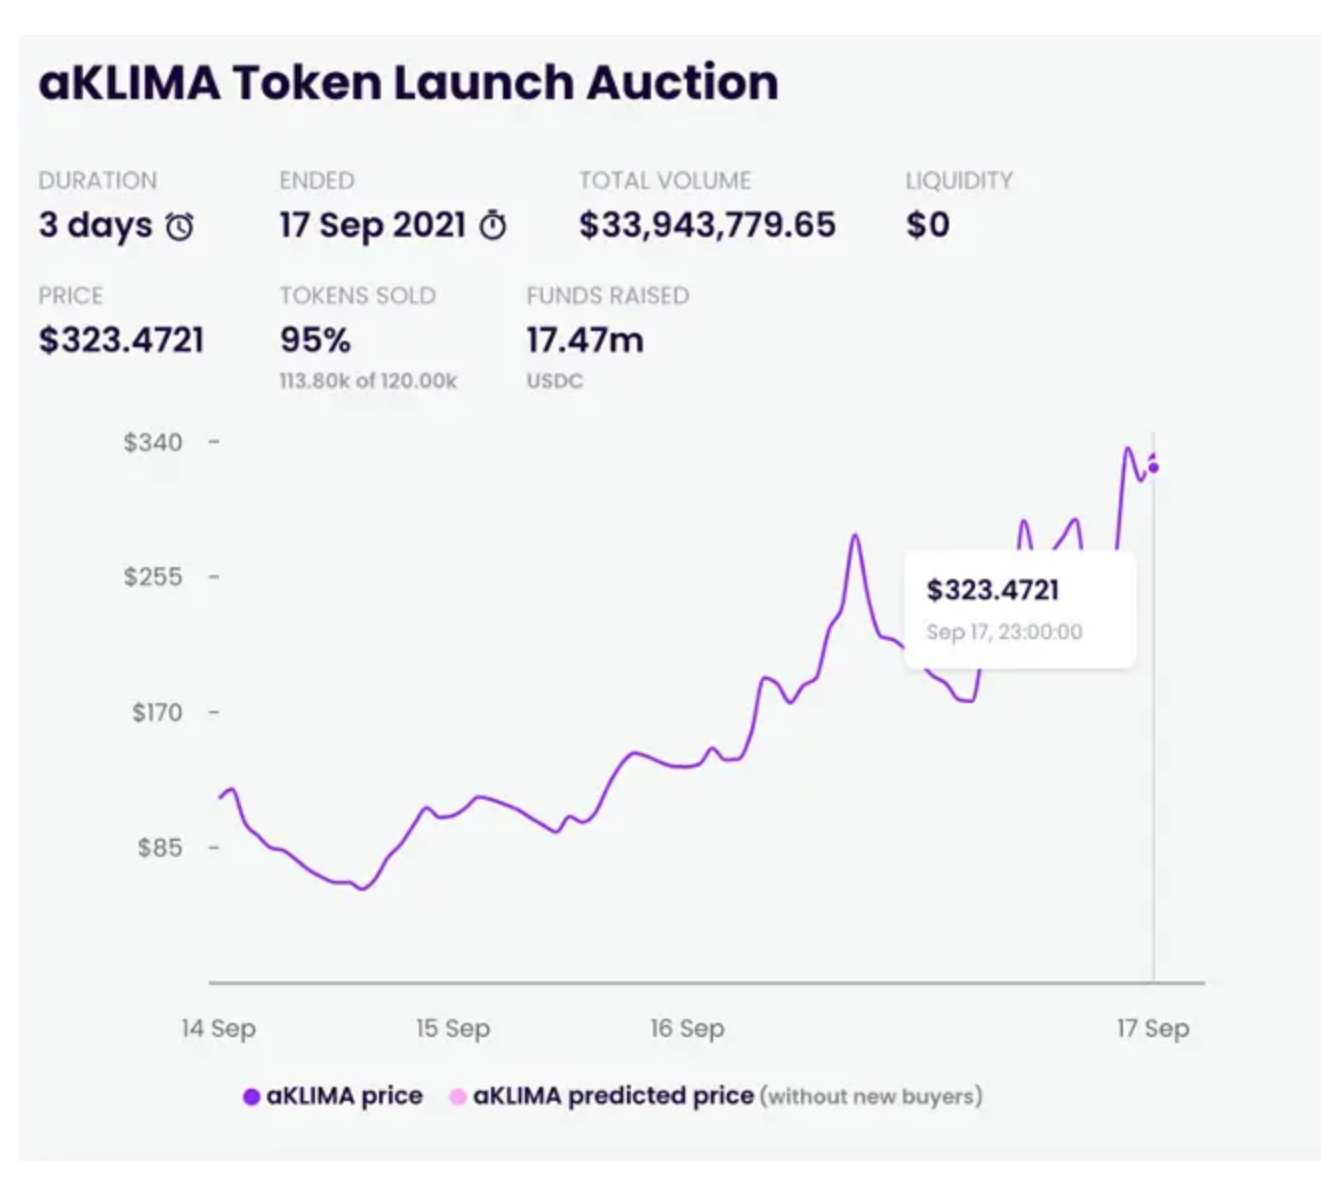 aKLIMA Token Launch Auction
DURATION ENDED TOTAL VOLUME LIQUIDITY
3 days 17 Sep 2021 $33,943,779.65 $0
PRICE TOKENS SOLD FUNDS RAISED
$323.4721 95% 17.47m
113.80k of 120.00k USDC
$340
$255
$323.4721
Sep 17, 23:00:00
$170
$85
14 Sep 15 Sep 16 Sep 17 Sep
aKLIMA price aKLIMA predicted price (without new buyers)